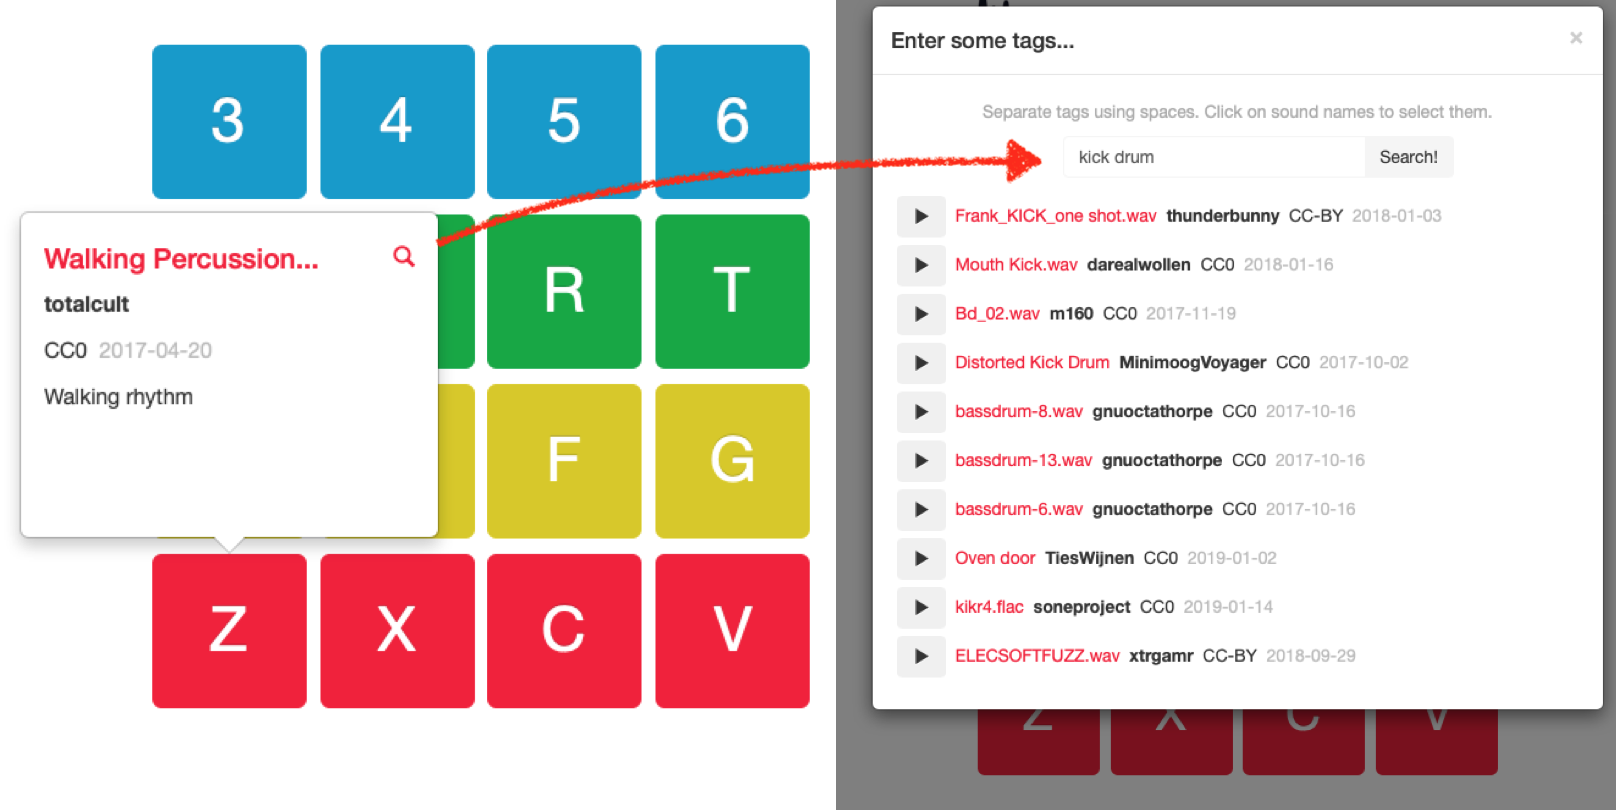 3 4 5 6
Walking Percussion...
totalcult
CC0 2017-04-20
Walking rhythm
R T
F G
Z X C V
Enter some tags... ×
Separate tags using spaces. Click on sound names to select them.
kick drum Search!
Frank_KICK_one shot.wav thunderbunny CC-BY 2018-01-03
Mouth Kick.wav darealwollen CC0 2018-01-16
Bd_02.wav m160 CC0 2017-11-19
Distorted Kick Drum MinimoogVoyager CC0 2017-10-02
bassdrum-8.wav gnuoctathorpe CC0 2017-10-16
bassdrum-13.wav gnuoctathorpe CC0 2017-10-16
bassdrum-6.wav gnuoctathorpe CC0 2017-10-16
Oven door TiesWijnen CC0 2019-01-02
kikr4.flac soneproject CC0 2019-01-14
ELECSOFTFUZZ.wav xtrgamr CC-BY 2018-09-29
Z X C V